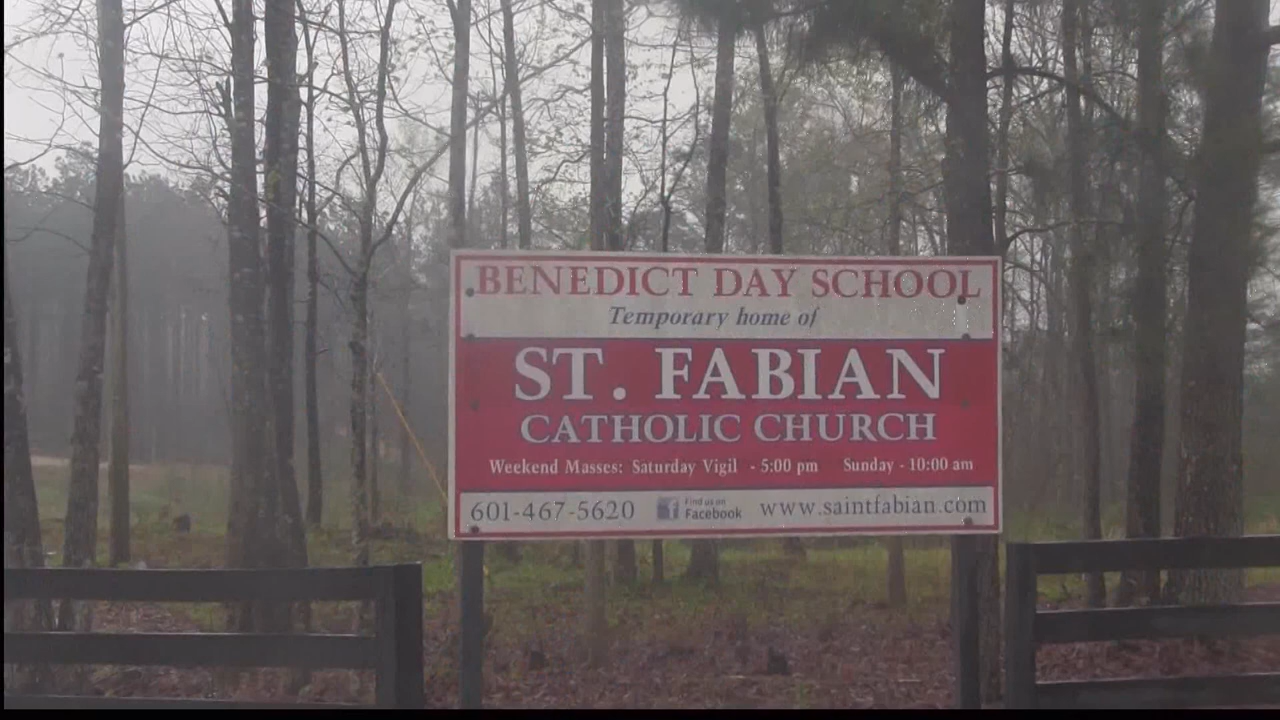 BENEDICT DAY SCHOOL
Temporary home of
ST. FABIAN
CATHOLIC CHURCH
Weekend Masses: Saturday Vigil - 5:00 pm Sunday - 10:00 am
601-467-5620 Find us on Facebook www.saintfabian.com